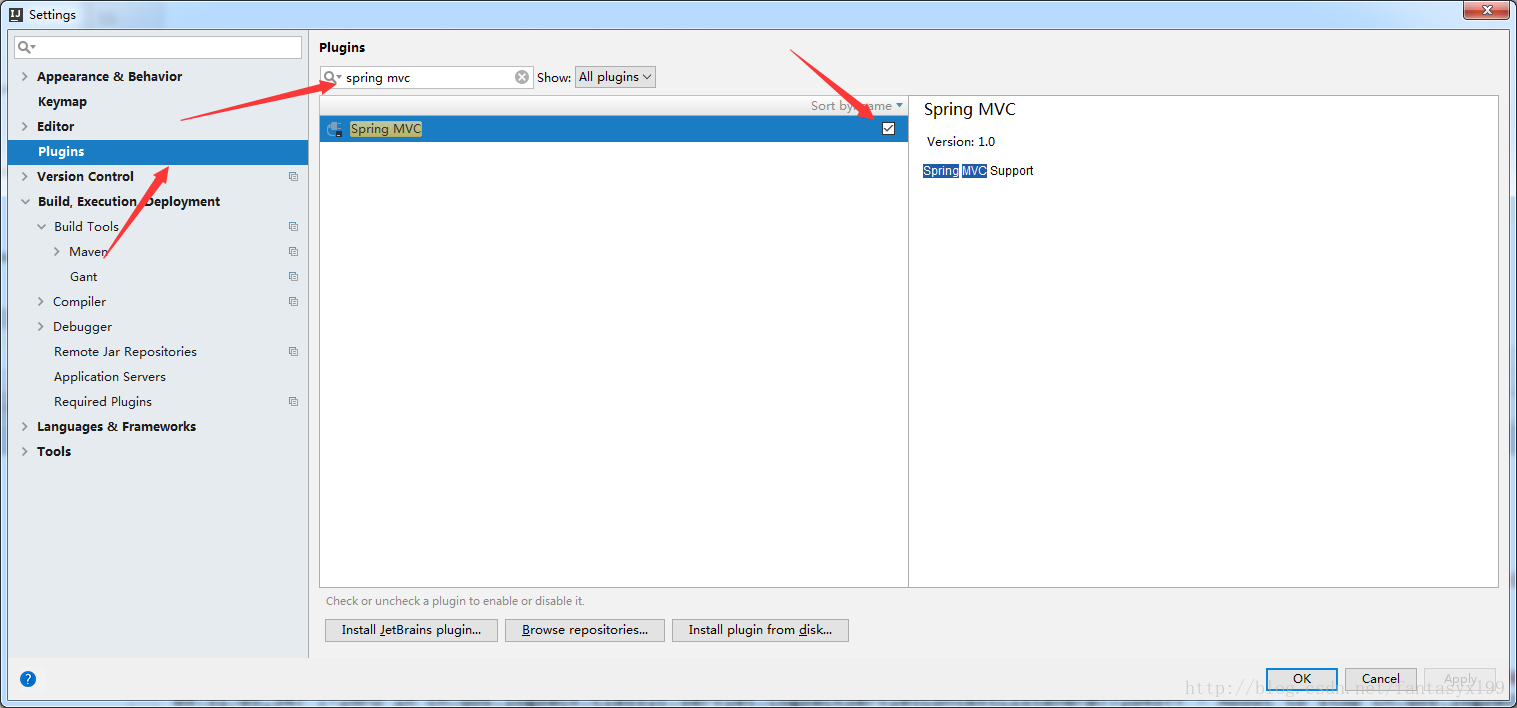 Settings
Appearance & Behavior
Keymap
Editor
Plugins
Version Control
Build, Execution, Deployment
Build Tools
Maven
Gant
Compiler
Debugger
Remote Jar Repositories
Application Servers
Required Plugins
Languages & Frameworks
Tools
Plugins
spring mvc Show: All plugins
Sort by: name
Spring MVC
Spring MVC
Version: 1.0
Spring MVC Support
Check or uncheck a plugin to enable or disable it.
Install JetBrains plugin... Browse repositories... Install plugin from disk...
? OK Cancel Apply
http://blog.csdn.net/fantasyx199